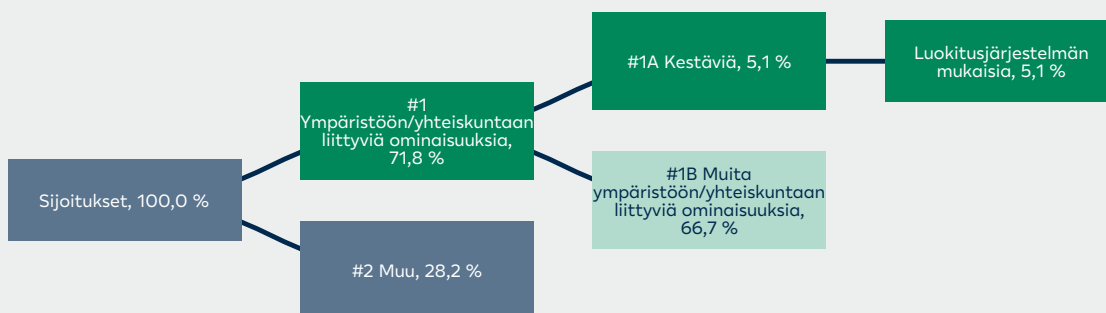 #1A Kestäviä, 5,1 %
Luokitusjärjestelmän
mukaisia, 5,1 %
#1
Ympäristöön/yhteiskuntaan
liittyviä ominaisuuksia,
71,8 %
Sijoitukset, 100,0 %
#1B Muita
ympäristöön/yhteiskuntaan
liittyviä ominaisuuksia,
66,7 %
#2 Muu, 28,2 %